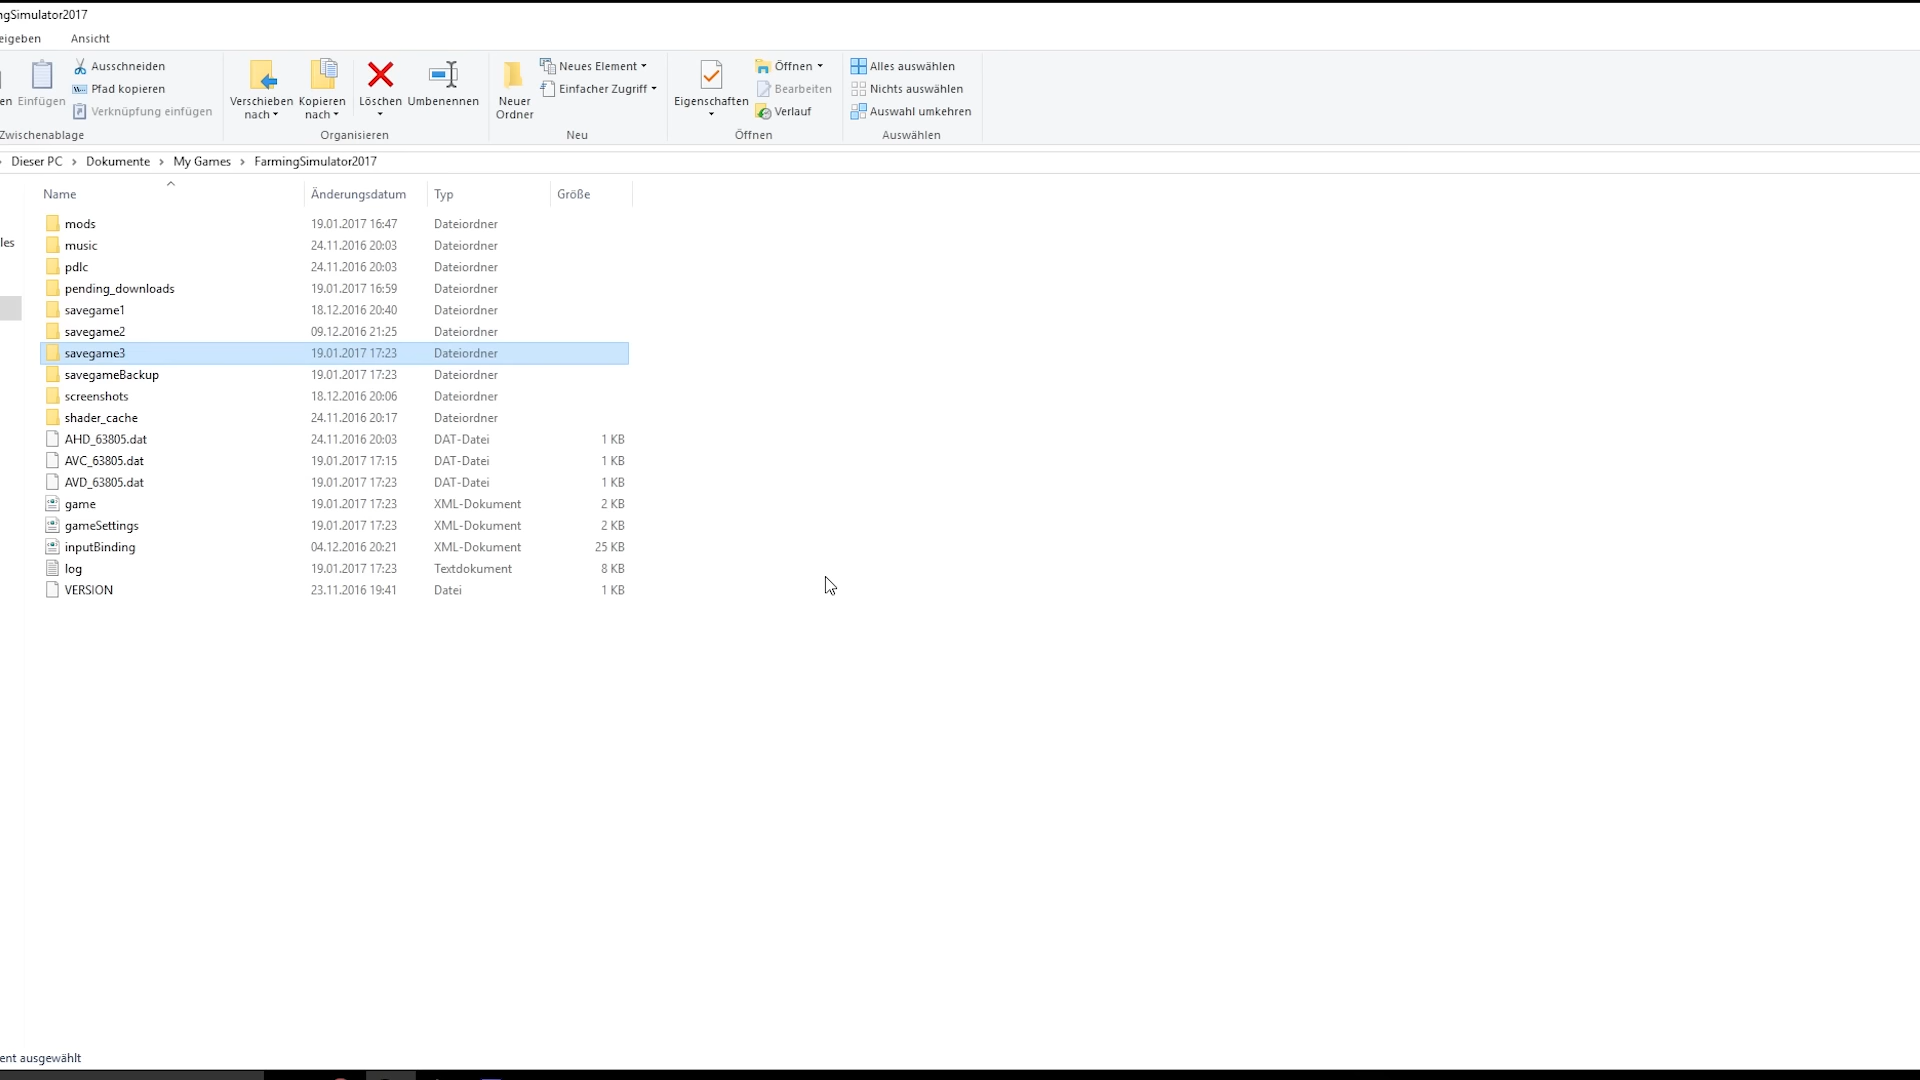 ngSimulator2017
eigeben Ansicht
en Einfügen Ausschneiden Pfad kopieren Verknüpfung einfügen
Zwischenablage
Verschieben nach Kopieren nach Löschen Umbenennen
Organisieren
Neuer Ordner Neues Element Einfacher Zugriff
Neu
Eigenschaften Öffnen Bearbeiten Verlauf
Öffnen
Alles auswählen Nichts auswählen Auswahl umkehren
Auswählen
Dieser PC > Dokumente > My Games > FarmingSimulator2017
les
Name Änderungsdatum Typ Größe
mods 19.01.2017 16:47 Dateiordner
music 24.11.2016 20:03 Dateiordner
pdlc 24.11.2016 20:03 Dateiordner
pending_downloads 19.01.2017 16:59 Dateiordner
savegame1 18.12.2016 20:40 Dateiordner
savegame2 09.12.2016 21:25 Dateiordner
savegame3 19.01.2017 17:23 Dateiordner
savegameBackup 19.01.2017 17:23 Dateiordner
screenshots 18.12.2016 20:06 Dateiordner
shader_cache 24.11.2016 20:17 Dateiordner
AHD_63805.dat 24.11.2016 20:03 DAT-Datei 1 KB
AVC_63805.dat 19.01.2017 17:15 DAT-Datei 1 KB
AVD_63805.dat 19.01.2017 17:23 DAT-Datei 1 KB
game 19.01.2017 17:23 XML-Dokument 2 KB
gameSettings 19.01.2017 17:23 XML-Dokument 2 KB
inputBinding 04.12.2016 20:21 XML-Dokument 25 KB
log 19.01.2017 17:23 Textdokument 8 KB
VERSION 23.11.2016 19:41 Datei 1 KB
ent ausgewählt